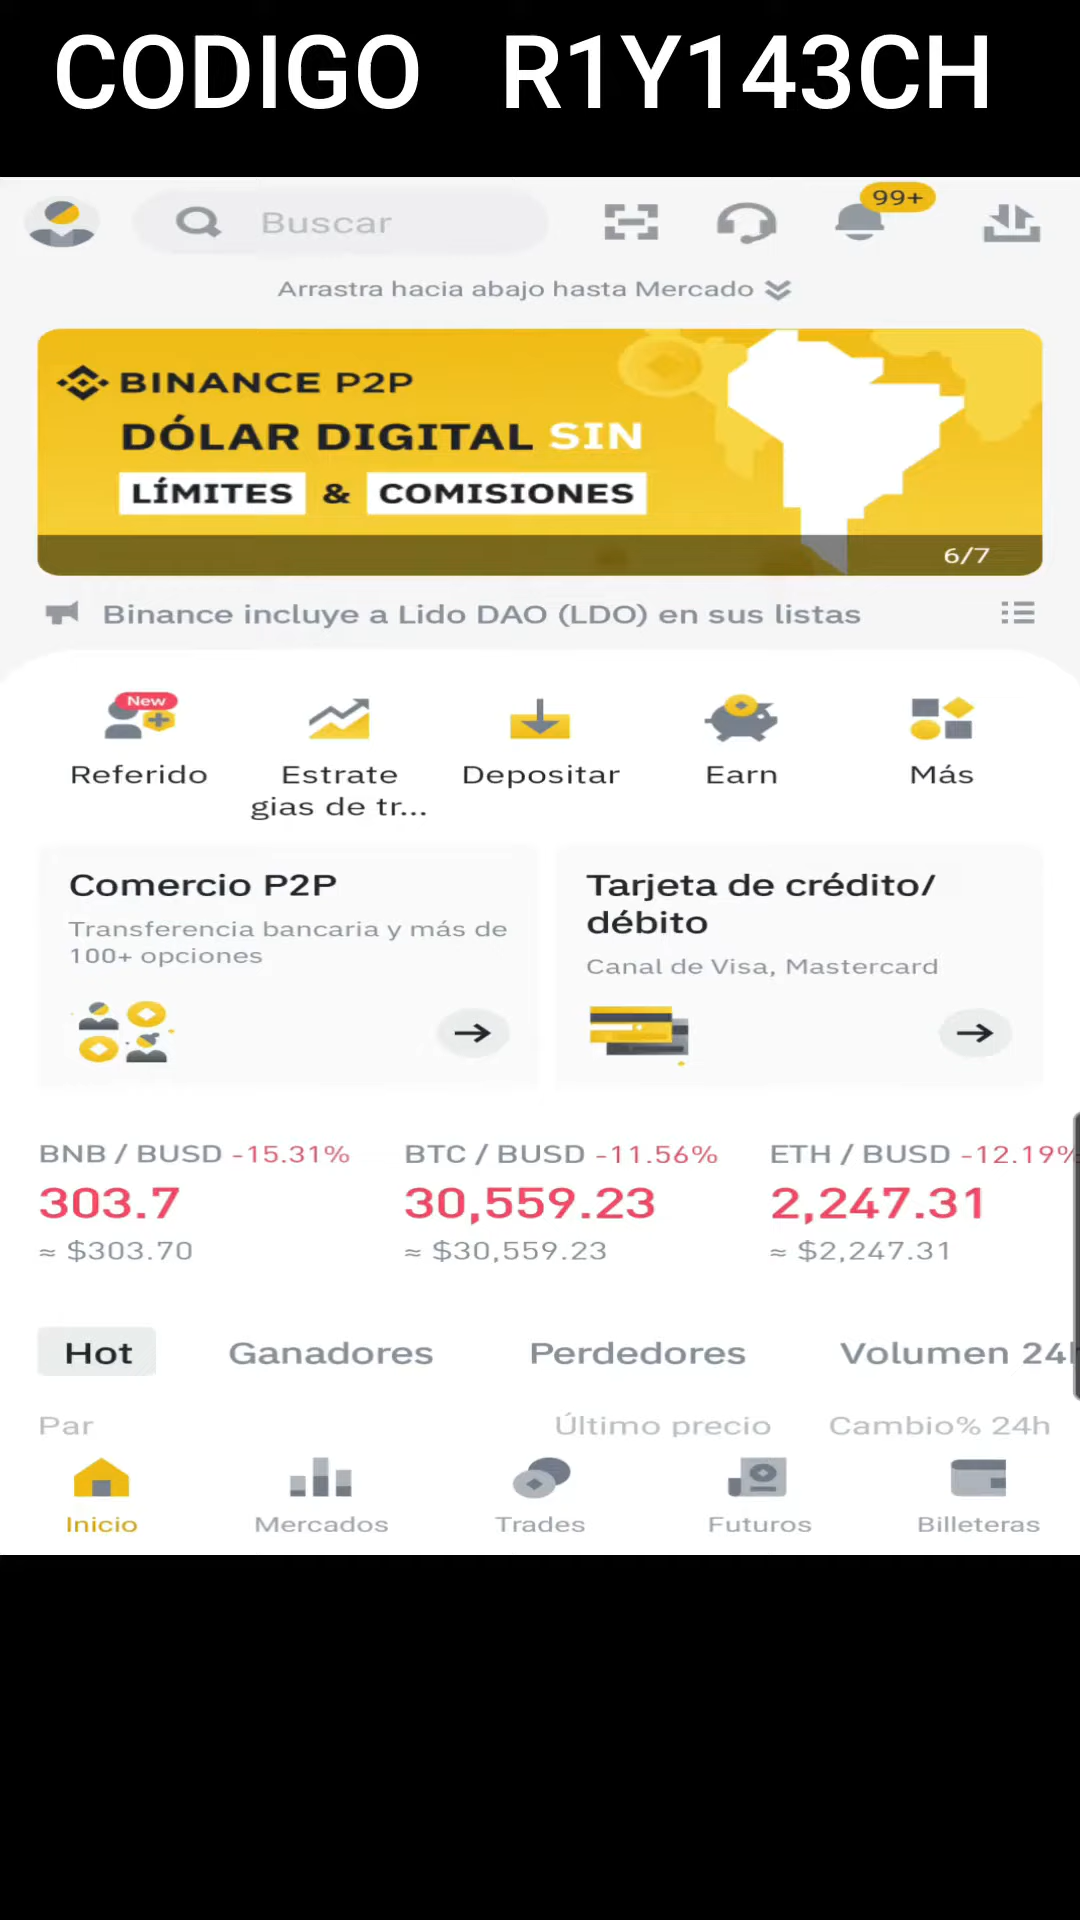 CODIGO R1Y143CH
Buscar
99+
Arrastra hacia abajo hasta Mercado
BINANCE P2P
DÓLAR DIGITAL SIN
LÍMITES & COMISIONES
6/7
Binance incluye a Lido DAO (LDO) en sus listas
New
Referido
Estrate
gias de tr...
Depositar
Earn
Más
Comercio P2P
Transferencia bancaria y más de
100+ opciones
Tarjeta de crédito/
débito
Canal de Visa, Mastercard
BNB / BUSD -15.31%
303.7
≈ $303.70
BTC / BUSD -11.56%
30,559.23
≈ $30,559.23
ETH / BUSD -12.19%
2,247.31
≈ $2,247.31
Hot Ganadores Perdedores Volumen 24h
Par Último precio Cambio% 24h
Inicio Mercados Trades Futuros Billeteras